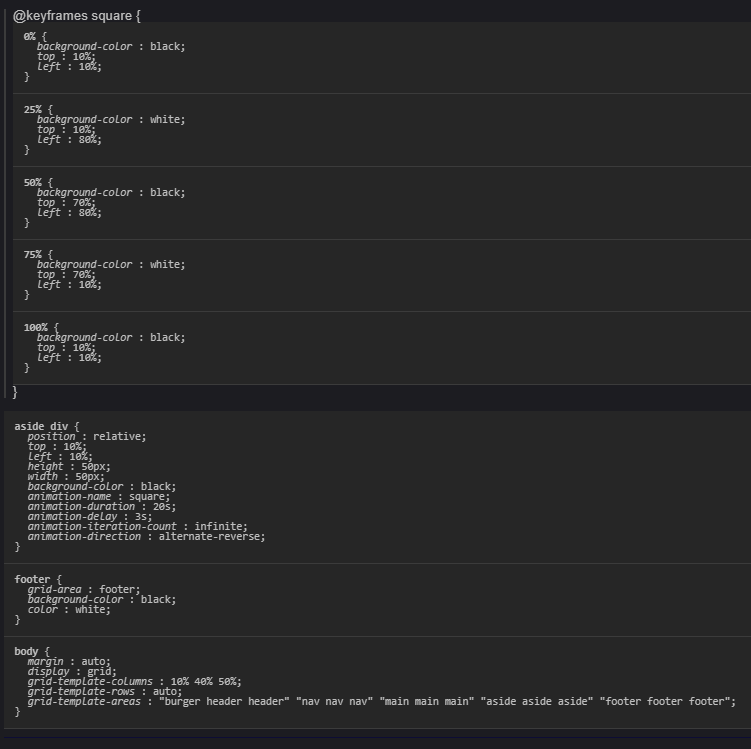 @keyframes square {
0% {
background-color : black;
top : 10%;
left : 10%;
}
25% {
background-color : white;
top : 10%;
left : 80%;
}
50% {
background-color : black;
top : 70%;
left : 80%;
}
75% {
background-color : white;
top : 70%;
left : 10%;
}
100% {
background-color : black;
top : 10%;
left : 10%;
}
}
aside div {
position : relative;
top : 10%;
left : 10%;
height : 50px;
width : 50px;
background-color : black;
animation-name : square;
animation-duration : 20s;
animation-delay : 3s;
animation-iteration-count : infinite;
animation-direction : alternate-reverse;
}
footer {
grid-area : footer;
background-color : black;
color : white;
}
body {
margin : auto;
display : grid;
grid-template-columns : 10% 40% 50%;
grid-template-rows : auto;
grid-template-areas : "burger header header" "nav nav nav" "main main main" "aside aside aside" "footer footer footer";
}